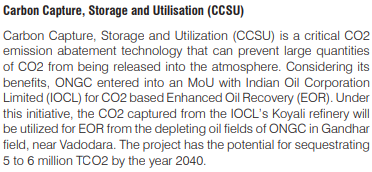 Carbon Capture, Storage and Utilisation (CCSU)
Carbon Capture, Storage and Utilization (CCSU) is a critical CO2
emission abatement technology that can prevent large quantities
of CO2 from being released into the atmosphere. Considering its
benefits, ONGC entered into an MoU with Indian Oil Corporation
Limited (IOCL) for CO2 based Enhanced Oil Recovery (EOR). Under
this initiative, the CO2 captured from the IOCL's Koyali refinery will
be utilized for EOR from the depleting oil fields of ONGC in Gandhar
field, near Vadodara. The project has the potential for sequestrating
5 to 6 million TCO2 by the year 2040.